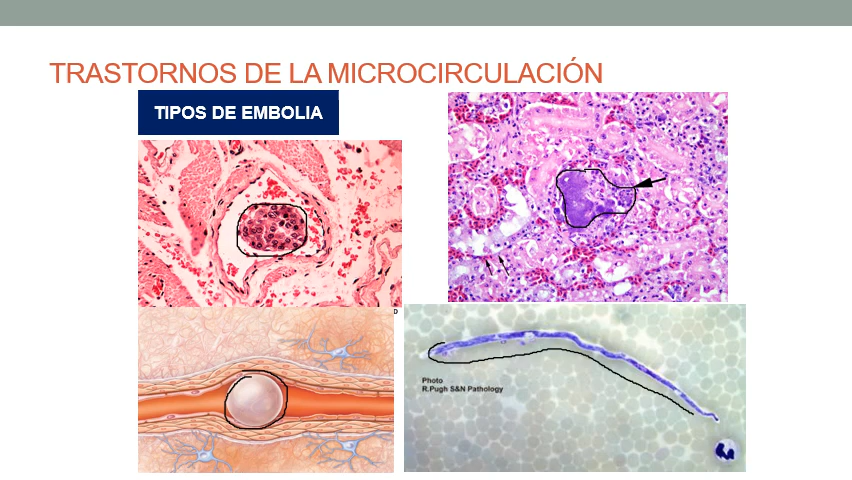 TRASTORNOS DE LA MICROCIRCULACIÓN
TIPOS DE EMBOLIA
D
Photo
R.Pugh S&N Pathology